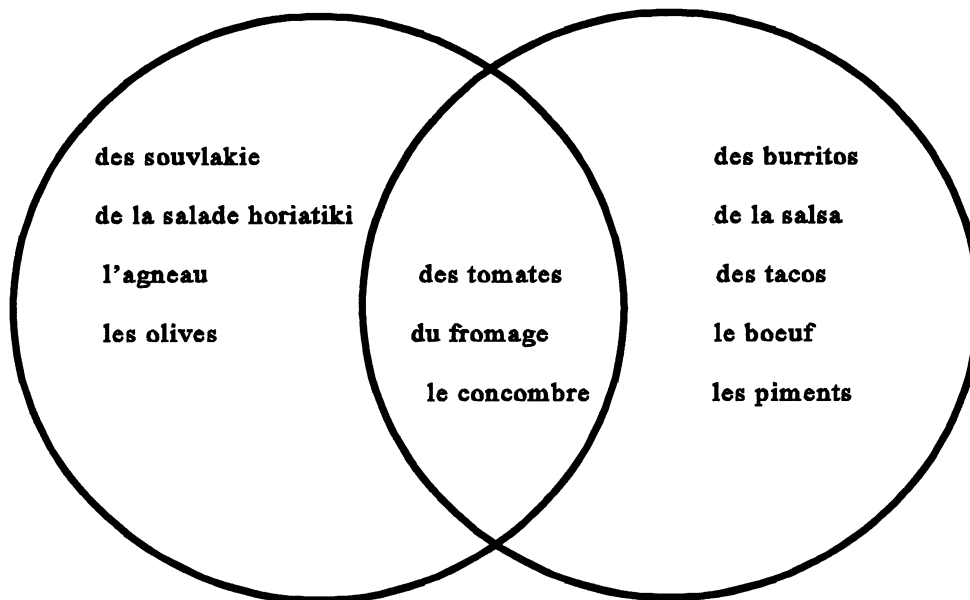 des souvlakie
de la salade horiatiki
l'agneau
les olives
des tomates
du fromage
le concombre
des burritos
de la salsa
des tacos
le boeuf
les piments